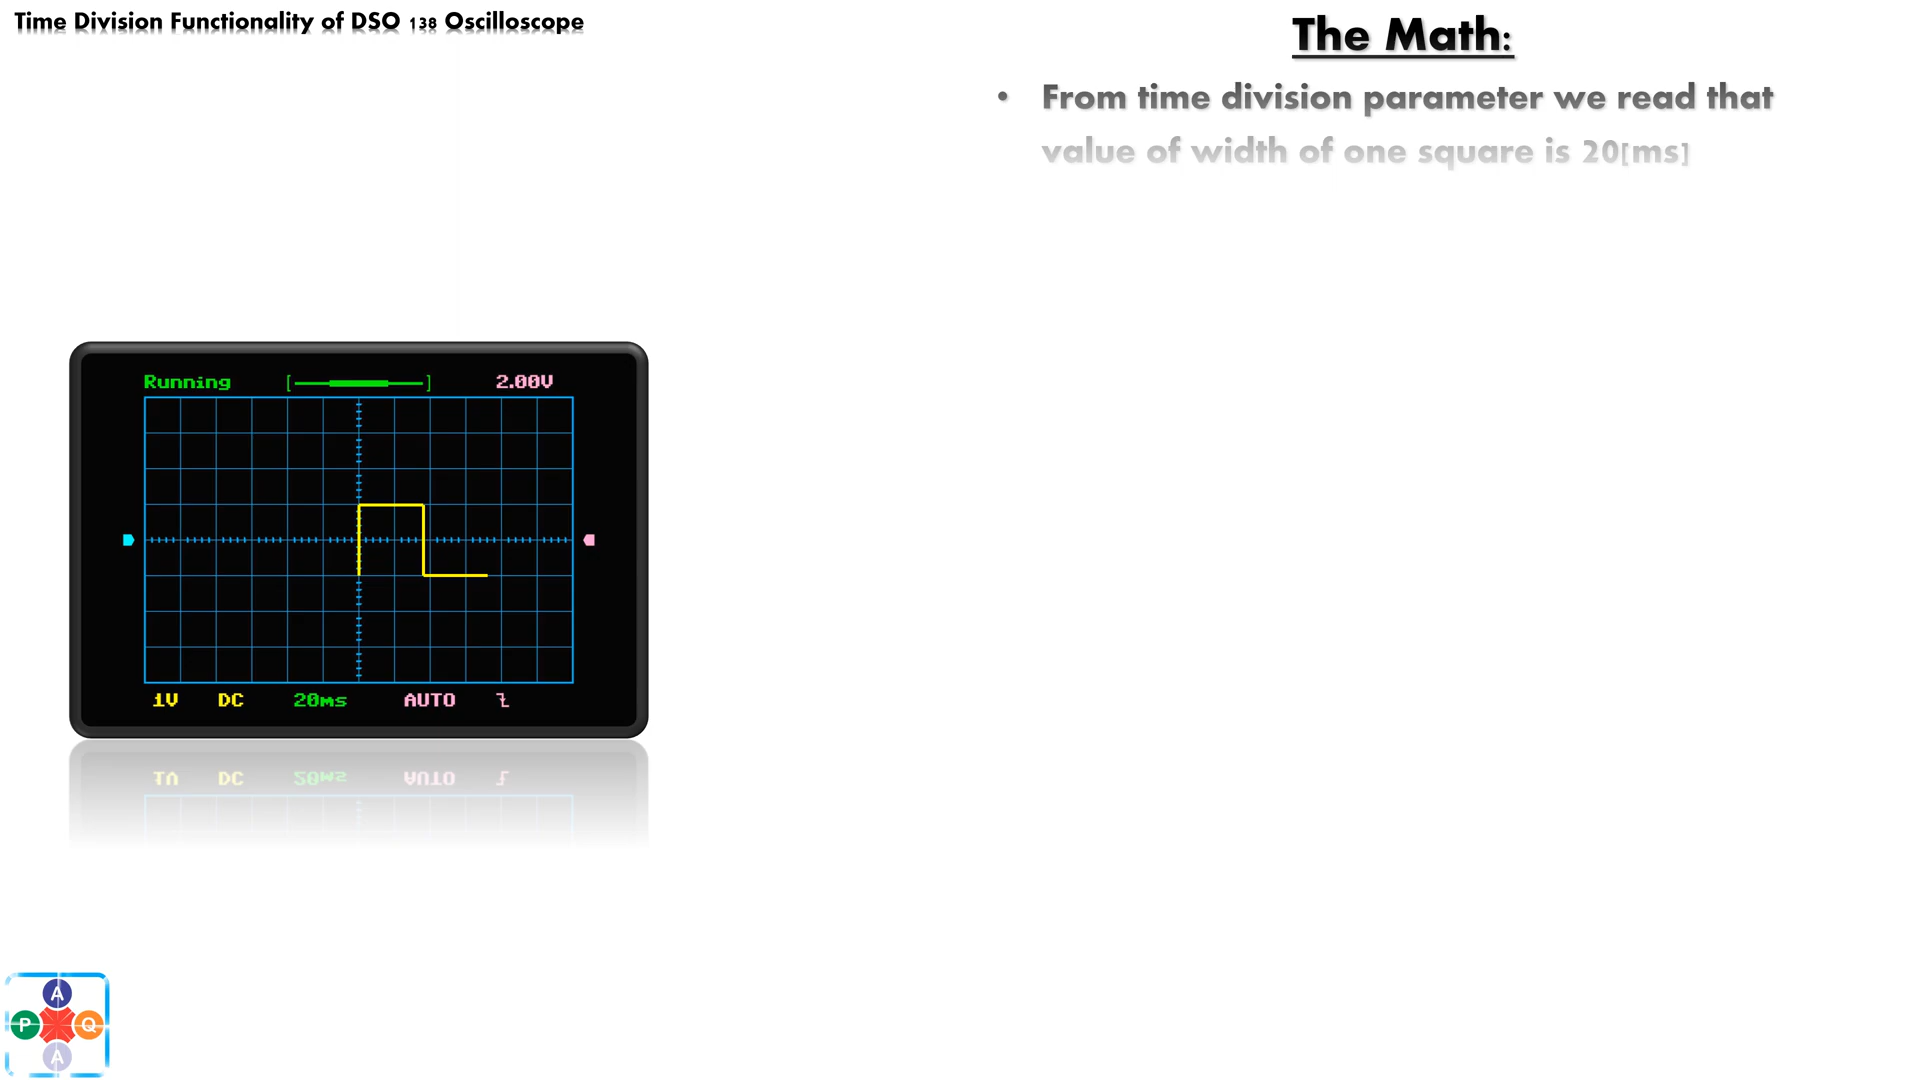 Time Division Functionality of DSO 138 Oscilloscope
The Math:
• From time division parameter we read that
value of width of one square is 20[ms]
Running [ ] 2.00V
1V DC 20ms AUTO
A
P Q
A